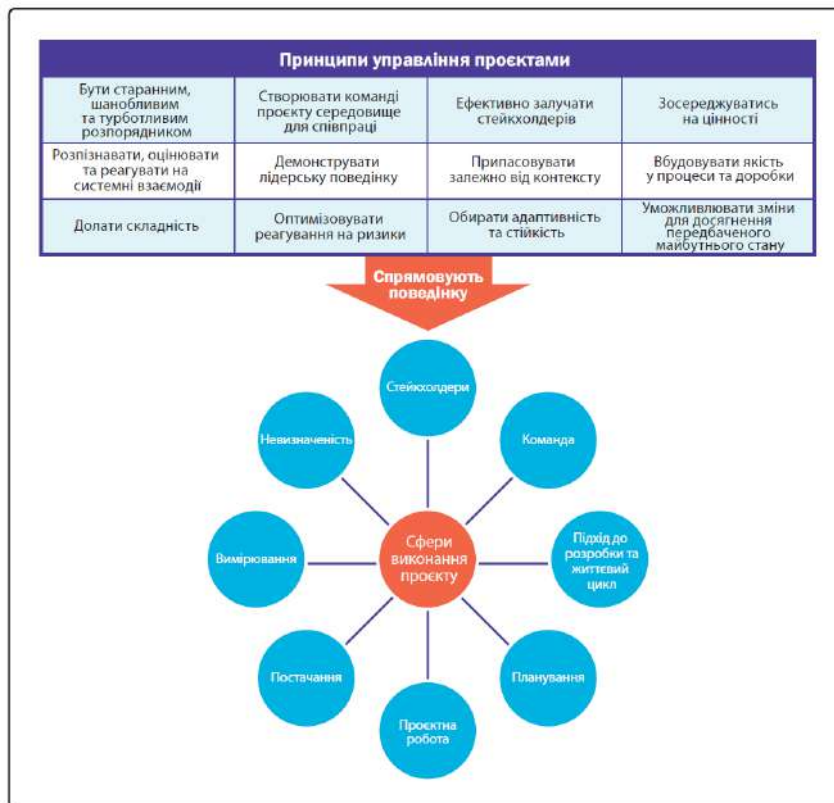 Принципи управління проєктами
Бути старанним,
шанобливим
та турботливим
розпорядником
Створювати команді
проєкту середовище
для співпраці
Ефективно залучати
стейкхолдерів
Зосереджуватись
на цінності
Розпізнавати, оцінювати
та реагувати на
системні взаємодії
Демонструвати
лідерську поведінку
Припасовувати
залежно від контексту
Вбудовувати якість
у процеси та доробки
Долати складність
Оптимізовувати
реагування на ризики
Обирати адаптивність
та стійкість
Уможливлювати зміни
для досягнення
передбаченого
майбутнього стану
Спрямовують
поведінку
Стейкхолдери
Невизначеність
Команда
Вимірювання
Сфери
виконання
проєкту
Підхід до
розробки та
життєвий
цикл
Постачання
Планування
Проєктна
робота